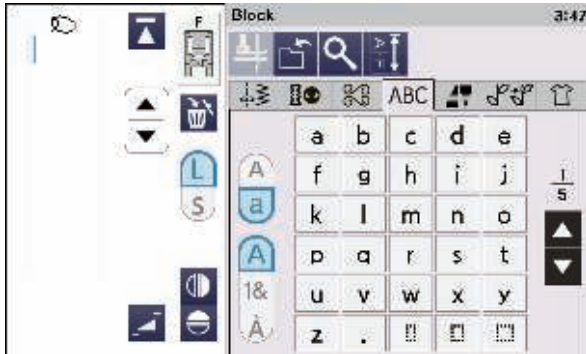 F
Block
3:47
ABC
L
S
A
a
A
1&
À
a b c d e
f g h i j
k l m n o
p q r s t
u v w x y
z .
1
5